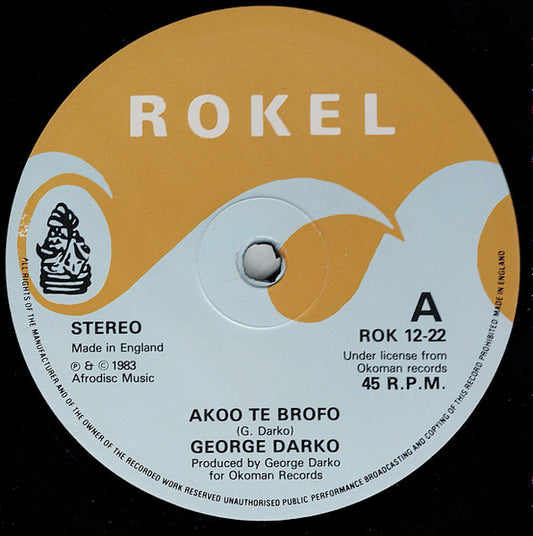 ROKEL
STEREO
Made in England
Ⓟ & © 1983
Afrodisc Music
A
ROK 12-22
Under license from
Okoman records
45 R.P.M.
AKOO TE BROFO
(G. Darko)
GEORGE DARKO
Produced by George Darko
for Okoman Records
ALL RIGHTS OF THE MANUFACTURER AND OF THE OWNER OF THE RECORDED WORK RESERVED UNAUTHORISED PUBLIC PERFORMANCE BROADCASTING AND COPYING OF THIS RECORD PROHIBITED MADE IN ENGLAND